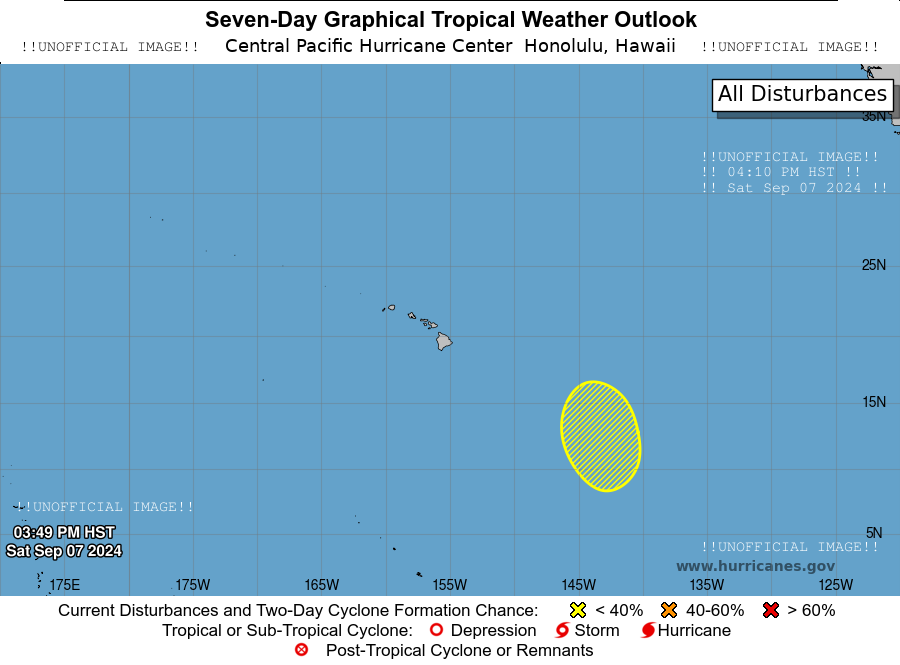 Seven-Day Graphical Tropical Weather Outlook
!!UNOFFICIAL IMAGE!! Central Pacific Hurricane Center Honolulu, Hawaii !!UNOFFICIAL IMAGE!!
All Disturbances
35N
!!UNOFFICIAL IMAGE!!
!! 04:10 PM HST !!
!! Sat Sep 07 2024 !!
25N
15N
!!UNOFFICIAL IMAGE!!
03:49 PM HST
Sat Sep 07 2024
5N
!!UNOFFICIAL IMAGE!!
www.hurricanes.gov
175E 175W 165W 155W 145W 135W 125W
Current Disturbances and Two-Day Cyclone Formation Chance: < 40% 40-60% > 60%
Tropical or Sub-Tropical Cyclone: Depression Storm Hurricane
Post-Tropical Cyclone or Remnants